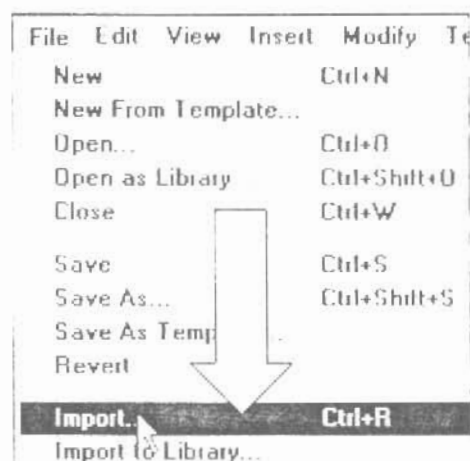 File Edit View Insert Modify Te
New Ctrl+N
New From Template...
Open... Ctrl+O
Open as Library Ctrl+Shift+O
Close Ctrl+W
Save Ctrl+S
Save As... Ctrl+Shift+S
Save As Temp
Revert
Import... Ctrl+R
Import to Library...